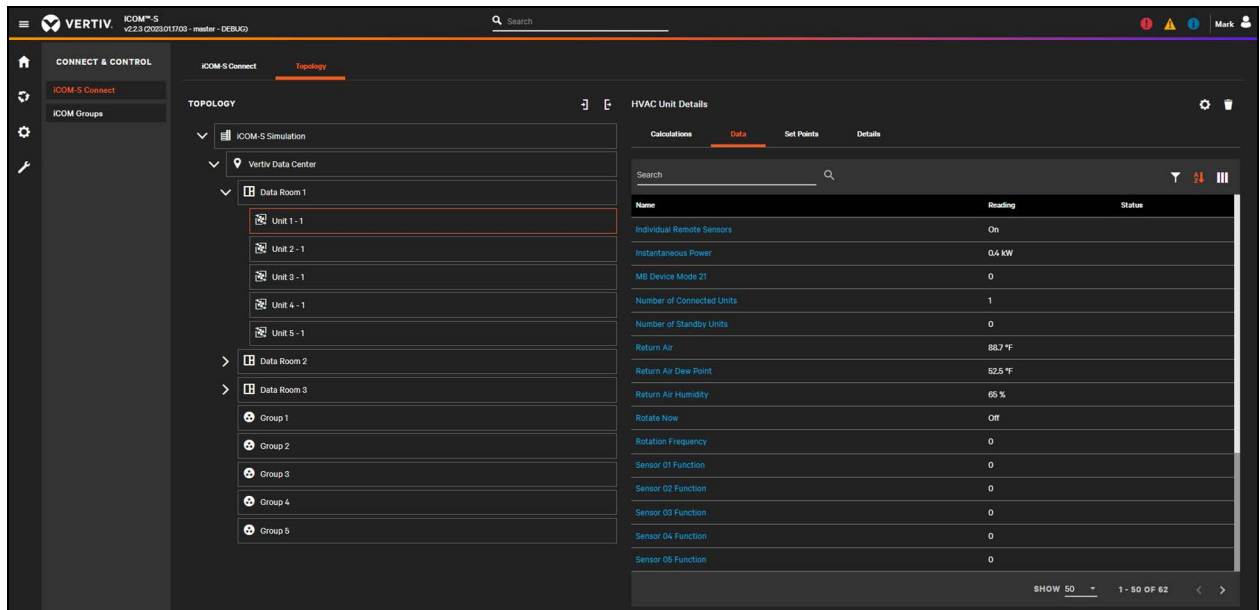 VERTIV. iCOM™-S
v2.2.3 (2023.01.17.03 - master - DEBUG)
Search
Mark
CONNECT & CONTROL
iCOM-S Connect
iCOM Groups
iCOM-S Connect Topology
TOPOLOGY
iCOM-S Simulation
Vertiv Data Center
Data Room 1
Unit 1 - 1
Unit 2 - 1
Unit 3 - 1
Unit 4 - 1
Unit 5 - 1
Data Room 2
Data Room 3
Group 1
Group 2
Group 3
Group 4
Group 5
HVAC Unit Details
Calculations Data Set Points Details
Search
Name Reading Status
Individual Remote Sensors On
Instantaneous Power 0.4 kW
MB Device Mode 21 0
Number of Connected Units 1
Number of Standby Units 0
Return Air 88.7 °F
Return Air Dew Point 52.5 °F
Return Air Humidity 65 %
Rotate Now Off
Rotation Frequency 0
Sensor 01 Function 0
Sensor 02 Function 0
Sensor 03 Function 0
Sensor 04 Function 0
Sensor 05 Function 0
SHOW 50 1 - 50 OF 62